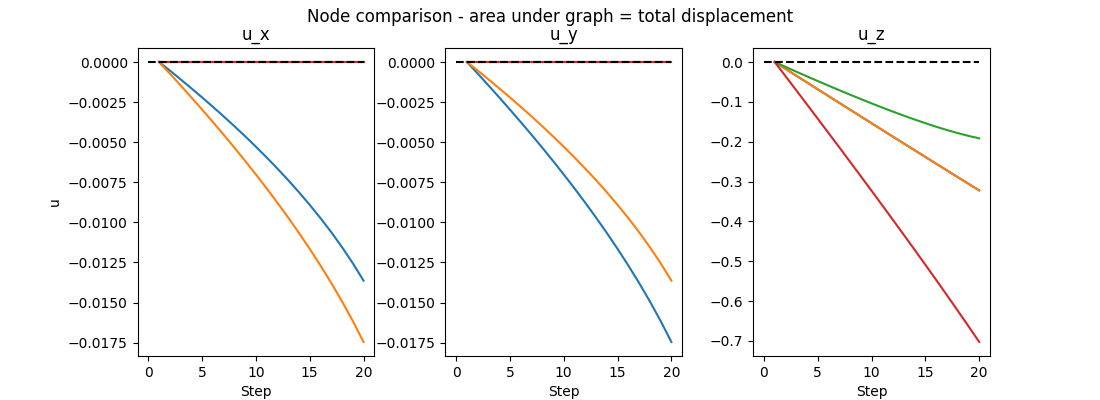 Node comparison - area under graph = total displacement
u_x
u_y
u_z
0.0000
−0.0025
−0.0050
−0.0075
−0.0100
−0.0125
−0.0150
−0.0175
u
0 5 10 15 20
Step
0.0000
−0.0025
−0.0050
−0.0075
−0.0100
−0.0125
−0.0150
−0.0175
0 5 10 15 20
Step
0.0
−0.1
−0.2
−0.3
−0.4
−0.5
−0.6
−0.7
0 5 10 15 20
Step